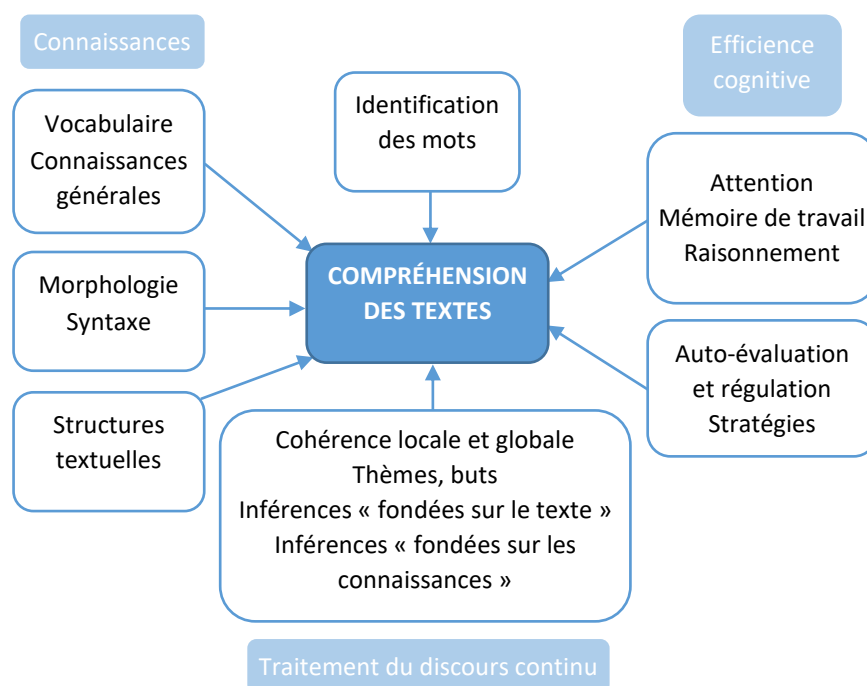 Connaissances
Efficience
cognitive
Identification
des mots
Vocabulaire
Connaissances
générales
Attention
Mémoire de travail
Raisonnement
COMPRÉHENSION
DES TEXTES
Morphologie
Syntaxe
Auto-évaluation
et régulation
Stratégies
Structures
textuelles
Cohérence locale et globale
Thèmes, buts
Inférences « fondées sur le texte »
Inférences « fondées sur les
connaissances »
Traitement du discours continu